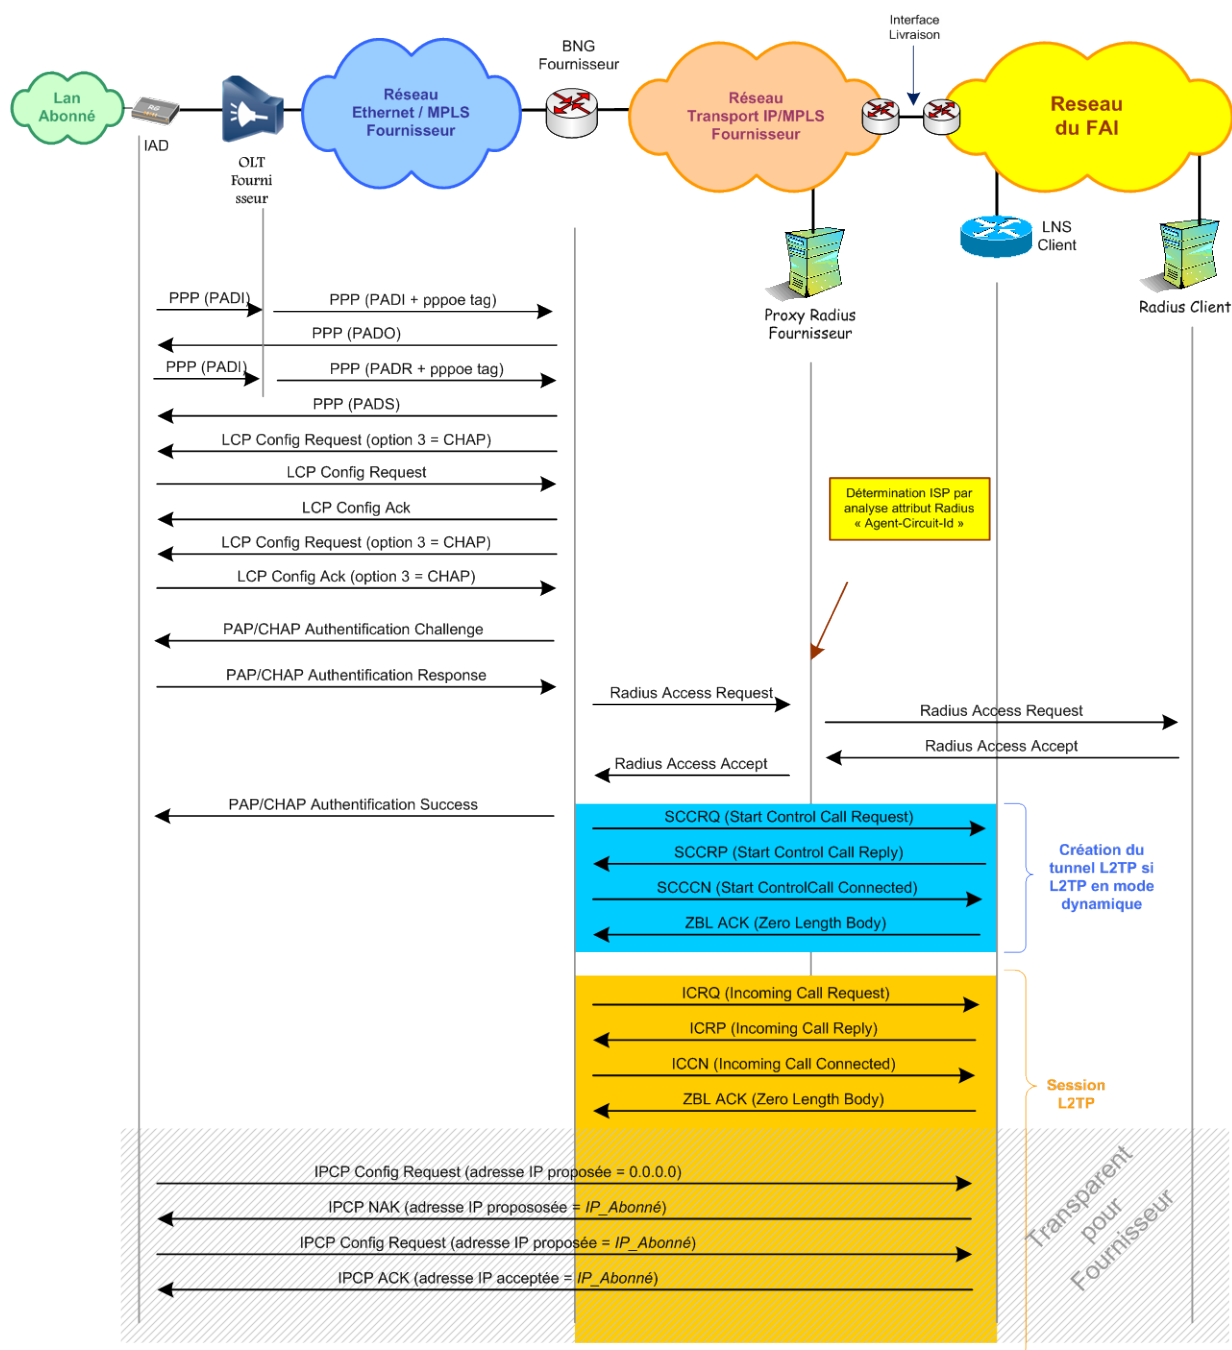 Interface
Livraison
BNG
Fournisseur
Lan
Abonné
RG
IAD
OLT
Fourni
sseur
Réseau
Ethernet / MPLS
Fournisseur
Réseau
Transport IP/MPLS
Fournisseur
Reseau
du FAI
LNS
Client
Proxy Radius
Fournisseur
Radius Client
PPP (PADI)
PPP (PADI + pppoe tag)
PPP (PADO)
PPP (PADI)
PPP (PADR + pppoe tag)
PPP (PADS)
LCP Config Request (option 3 = CHAP)
LCP Config Request
LCP Config Ack
LCP Config Request (option 3 = CHAP)
LCP Config Ack (option 3 = CHAP)
Détermination ISP par
analyse attribut Radius
« Agent-Circuit-Id »
PAP/CHAP Authentification Challenge
PAP/CHAP Authentification Response
Radius Access Request
Radius Access Request
Radius Access Accept
Radius Access Accept
PAP/CHAP Authentification Success
SCCRQ (Start Control Call Request)
SCCRP (Start Control Call Reply)
SCCCN (Start ControlCall Connected)
ZBL ACK (Zero Length Body)
Création du
tunnel L2TP si
L2TP en mode
dynamique
ICRQ (Incoming Call Request)
ICRP (Incoming Call Reply)
ICCN (Incoming Call Connected)
ZBL ACK (Zero Length Body)
Session
L2TP
IPCP Config Request (adresse IP proposée = 0.0.0.0)
IPCP NAK (adresse IP propososée = IP_Abonné)
IPCP Config Request (adresse IP proposée = IP_Abonné)
IPCP ACK (adresse IP acceptée = IP_Abonné)
Transparent
pour
Fournisseur